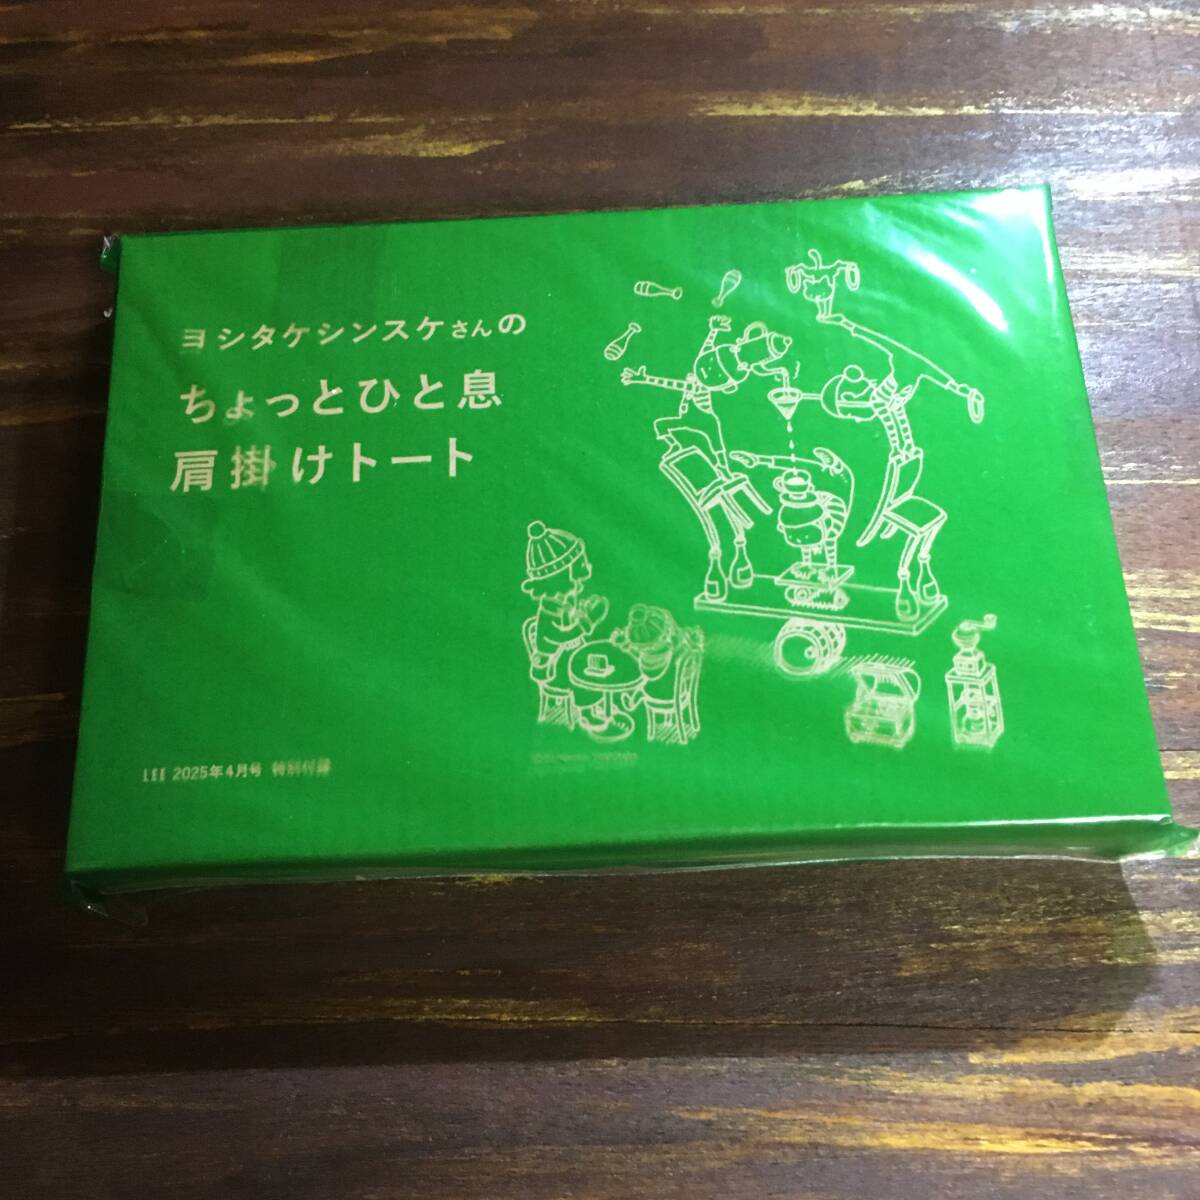 ヨシタケシンスケさんの
ちょっとひと息
肩掛けトート
LEE 2025年4月号 特別付録